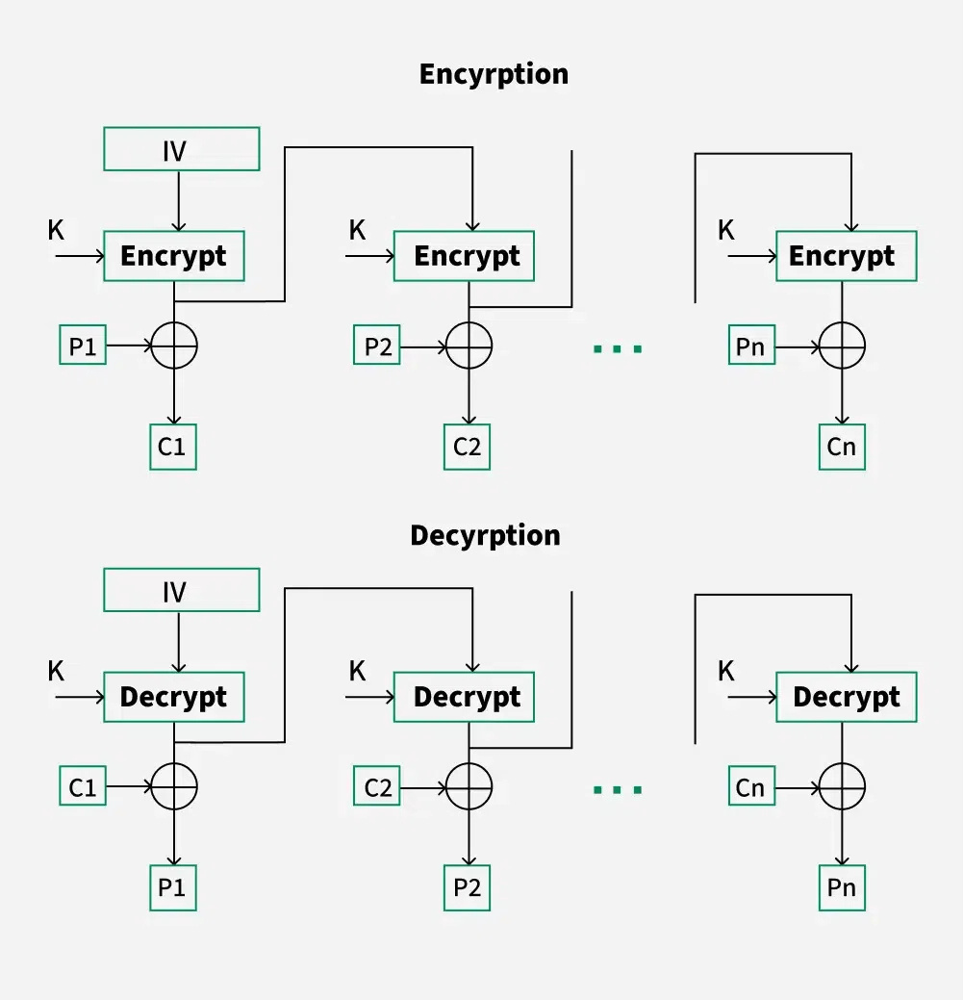 Encyrption
IV
K K K
Encrypt Encrypt Encrypt
P1 P2 Pn
C1 C2 Cn
Decyrption
IV
K K K
Decrypt Decrypt Decrypt
C1 C2 Cn
P1 P2 Pn